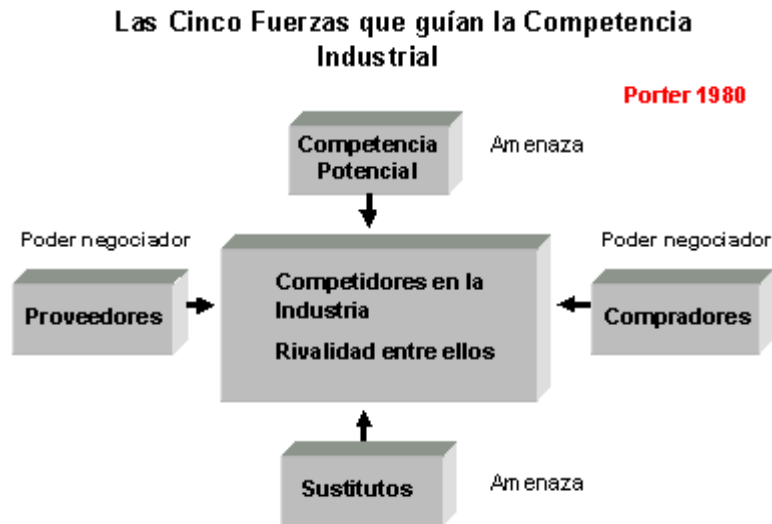 Las Cinco Fuerzas que guían la Competencia
Industrial
Porter 1980
Competencia
Potencial
Amenaza
Poder negociador
Poder negociador
Proveedores
Competidores en la
Industria
Rivalidad entre ellos
Compradores
Sustitutos
Amenaza